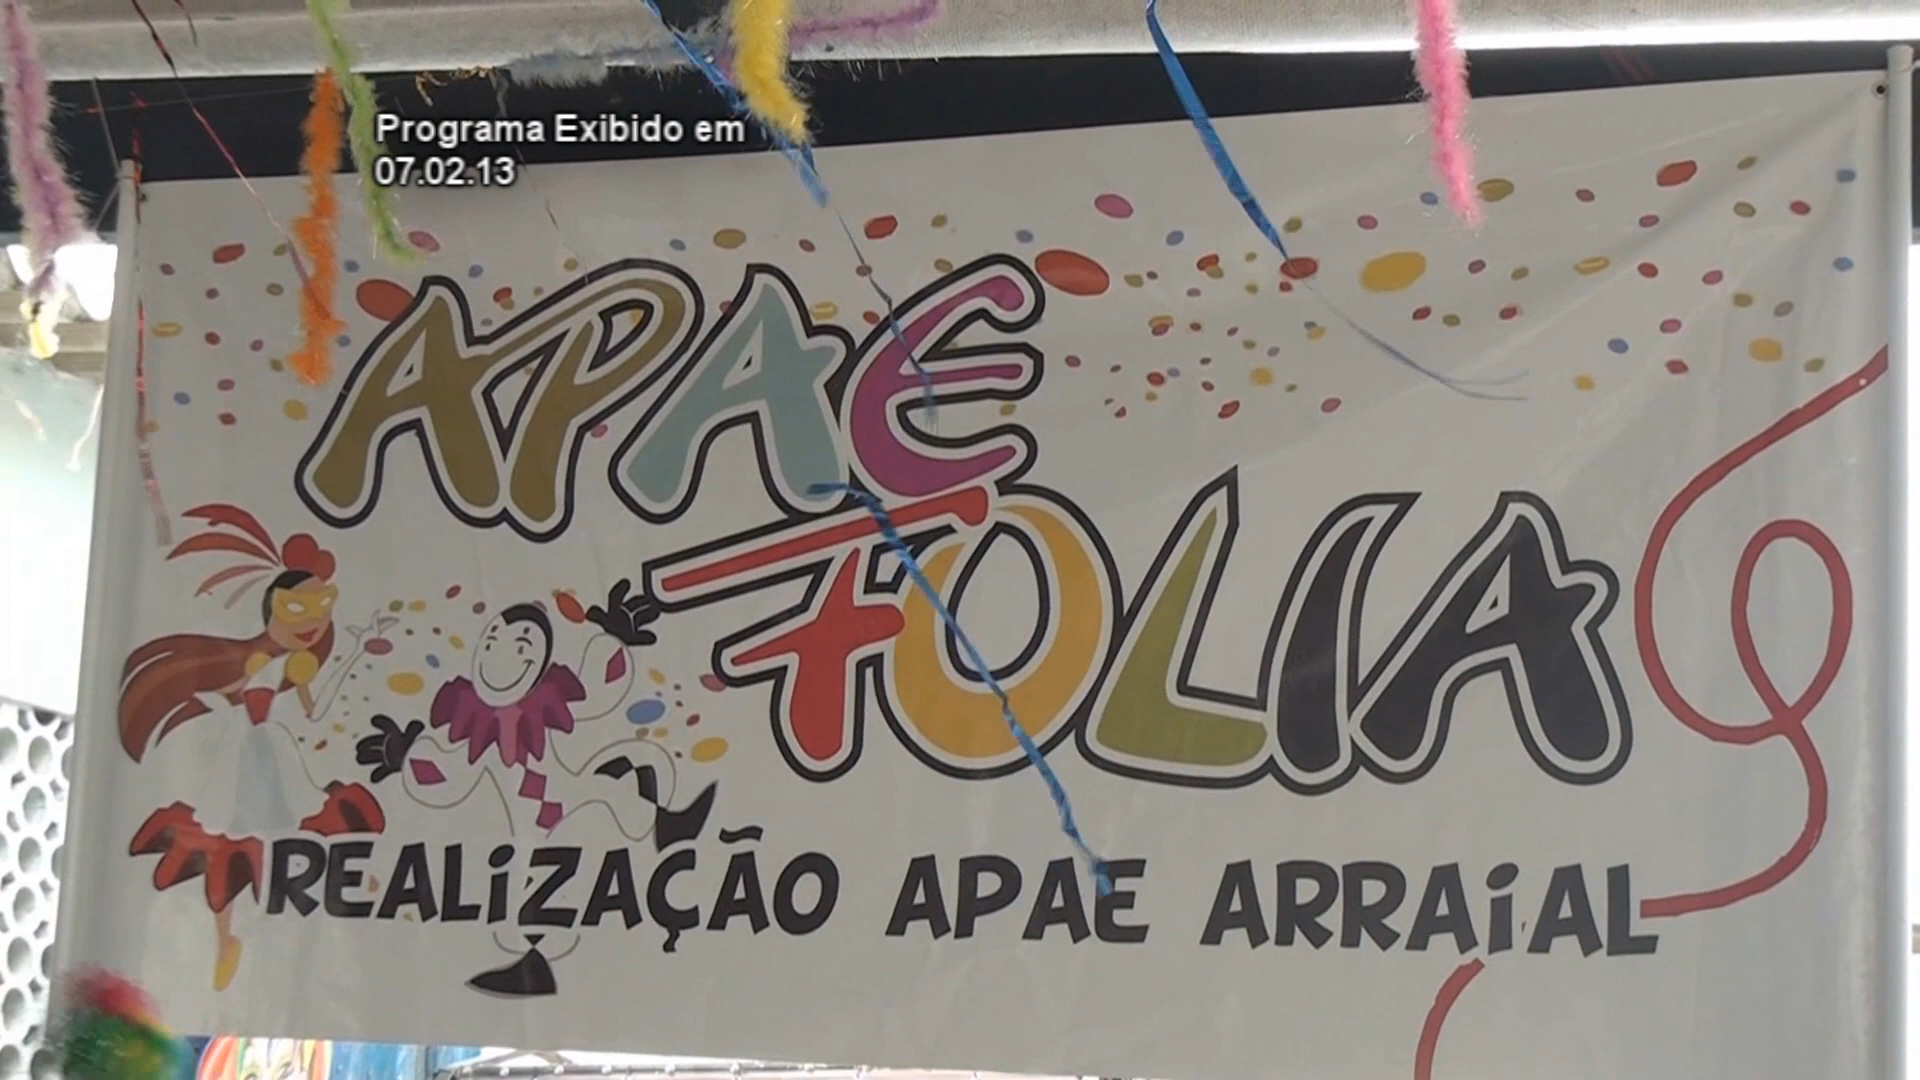 Programa Exibido em
07.02.13
APAE
FOLIA
REALiZAÇÃO APAE ARRAiAL